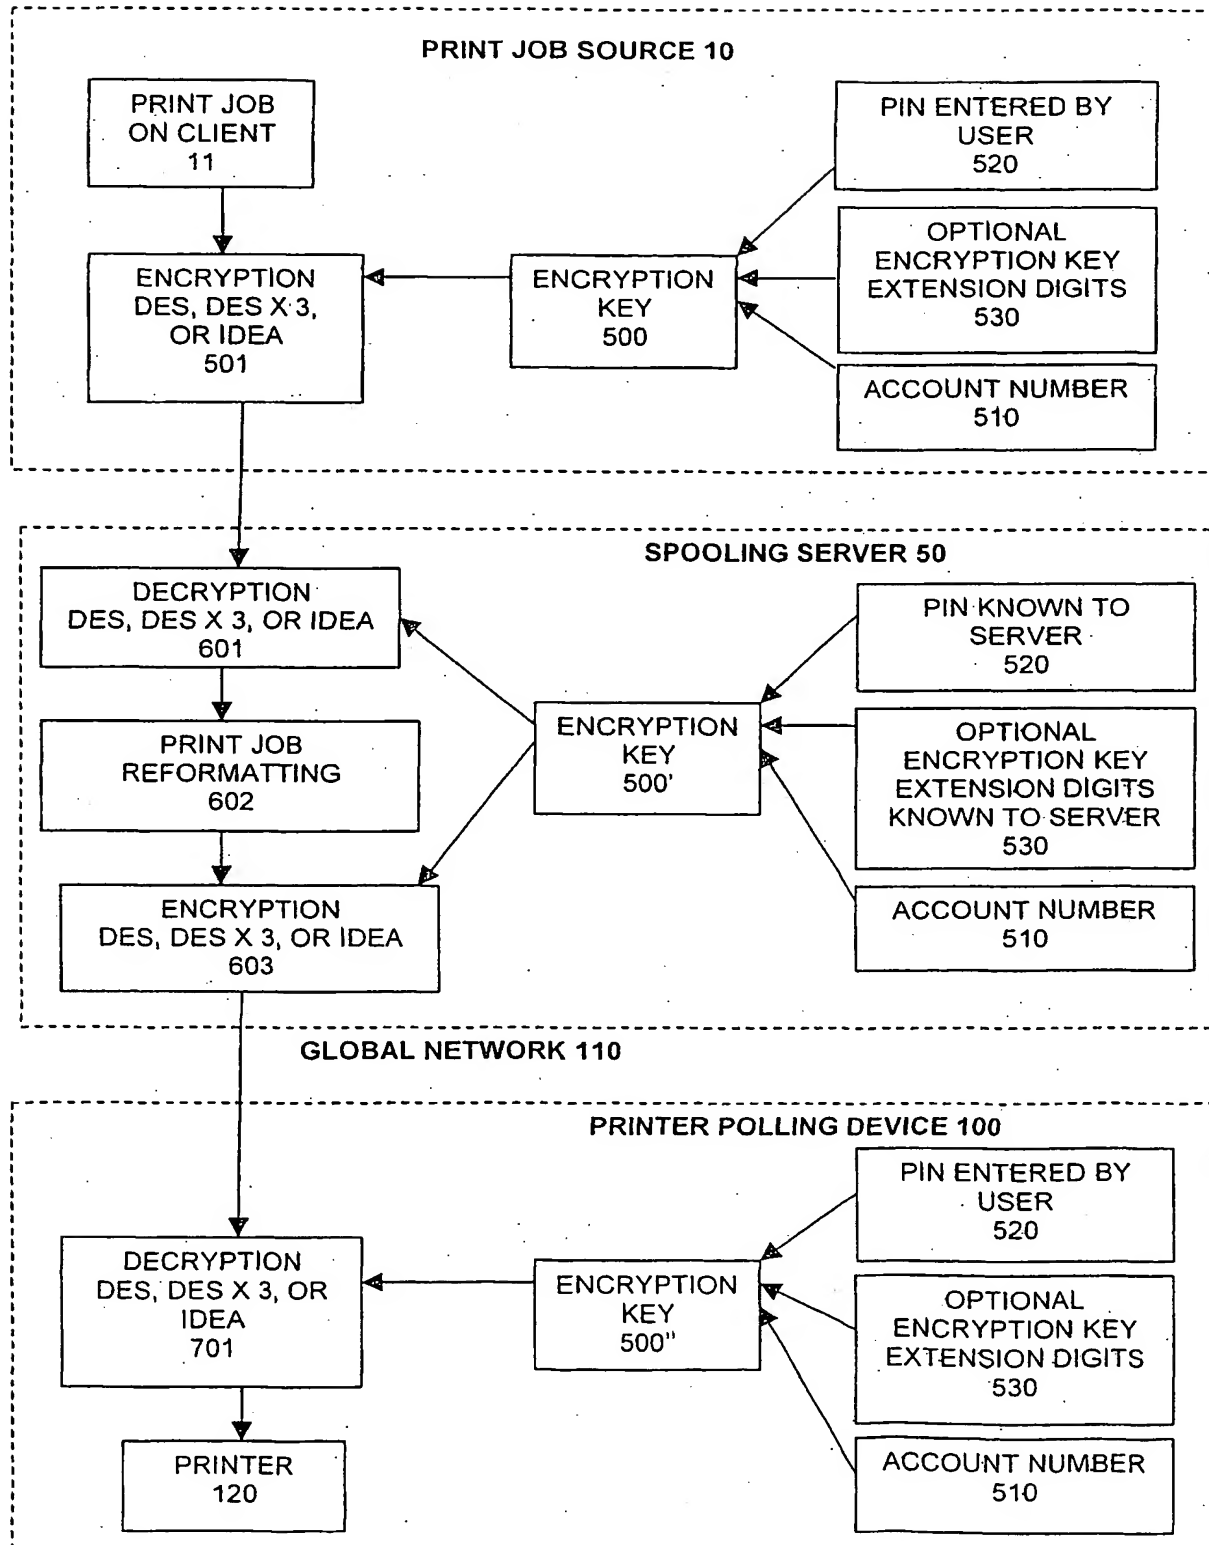 PRINT JOB SOURCE 10
PRINT JOB
ON CLIENT
11
PIN ENTERED BY
USER
520
ENCRYPTION
DES, DES X 3,
OR IDEA
501
ENCRYPTION
KEY
500
OPTIONAL
ENCRYPTION KEY
EXTENSION DIGITS
530
ACCOUNT NUMBER
510
SPOOLING SERVER 50
DECRYPTION
DES, DES X 3, OR IDEA
601
PIN KNOWN TO
SERVER
520
PRINT JOB
REFORMATTING
602
ENCRYPTION
KEY
500'
OPTIONAL
ENCRYPTION KEY
EXTENSION DIGITS
KNOWN TO SERVER
530
ENCRYPTION
DES, DES X 3, OR IDEA
603
ACCOUNT NUMBER
510
GLOBAL NETWORK 110
PRINTER POLLING DEVICE 100
PIN ENTERED BY
USER
520
DECRYPTION
DES, DES X 3, OR
IDEA
701
ENCRYPTION
KEY
500"
OPTIONAL
ENCRYPTION KEY
EXTENSION DIGITS
530
PRINTER
120
ACCOUNT NUMBER
510